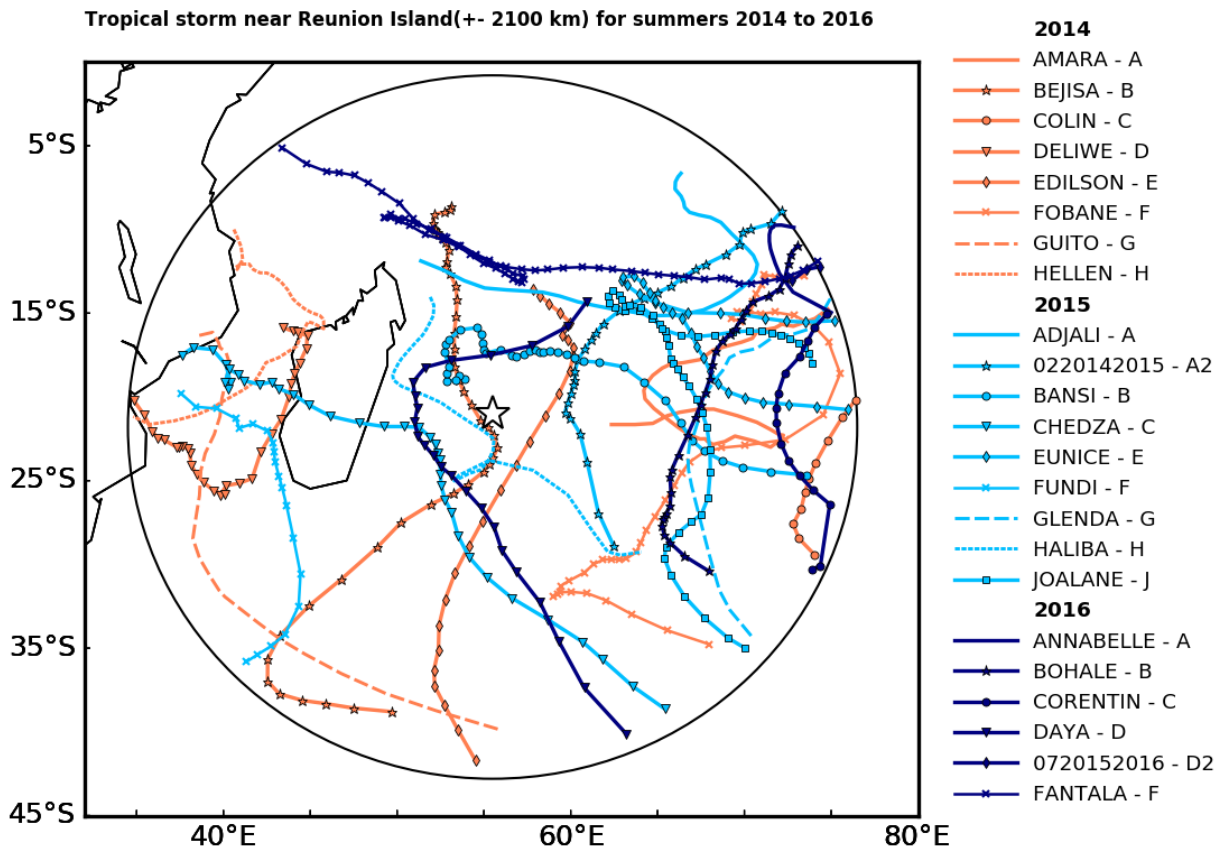 Tropical storm near Reunion Island(+- 2100 km) for summers 2014 to 2016
5°S
15°S
25°S
35°S
45°S
40°E
60°E
80°E
2014
AMARA - A
BEJISA - B
COLIN - C
DELIWE - D
EDILSON - E
FOBANE - F
GUITO - G
HELLEN - H
2015
ADJALI - A
0220142015 - A2
BANSI - B
CHEDZA - C
EUNICE - E
FUNDI - F
GLENDA - G
HALIBA - H
JOALANE - J
2016
ANNABELLE - A
BOHALE - B
CORENTIN - C
DAYA - D
0720152016 - D2
FANTALA - F